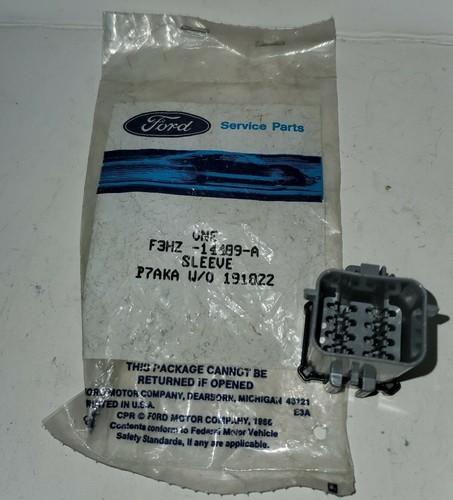 Ford Service Parts
ONE
F3HZ -14489-A
SLEEVE
P7AKA W/O 191022
THIS PACKAGE CANNOT BE
RETURNED IF OPENED
FORD MOTOR COMPANY, DEARBORN, MICHIGAN 48121
PRINTED IN U.S.A. E3A
CPR © FORD MOTOR COMPANY, 1986
Contents conform to Federal Motor Vehicle
Safety Standards, if any are applicable.